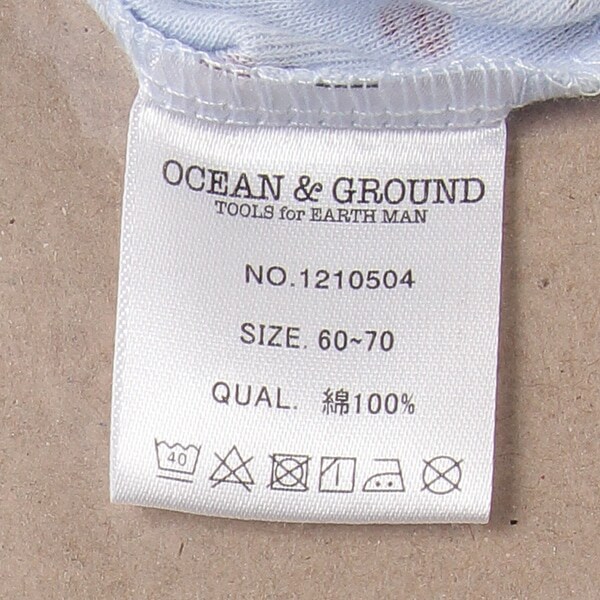 OCEAN & GROUND
TOOLS for EARTH MAN
NO.1210504
SIZE. 60~70
QUAL. 綿100%
40